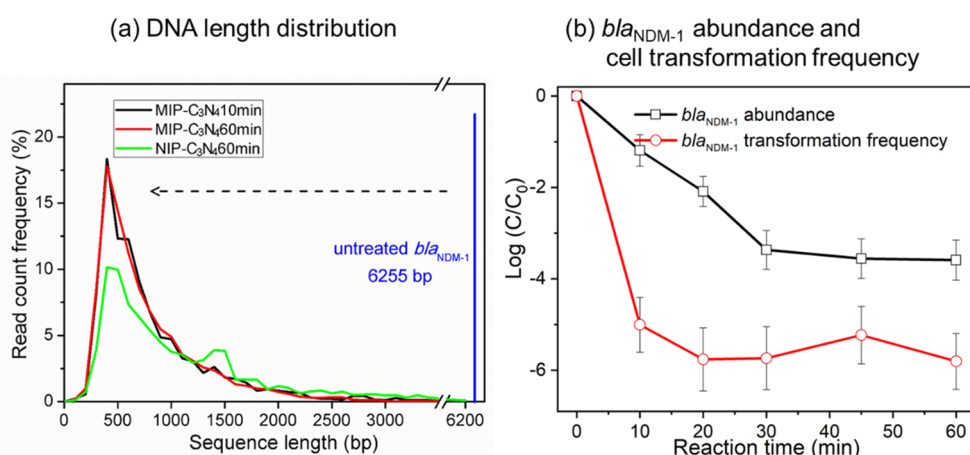 (a) DNA length distribution
Read count frequency (%)
20
15
10
5
0
MIP-C₃N₄10min
MIP-C₃N₄60min
NIP-C₃N₄60min
untreated blaNDM-1
6255 bp
0 500 1000 1500 2000 2500 3000 6200
Sequence length (bp)
(b) blaNDM-1 abundance and
cell transformation frequency
Log (C/C₀)
0
-2
-4
-6
blaNDM-1 abundance
blaNDM-1 transformation frequency
0 10 20 30 40 50 60
Reaction time (min)